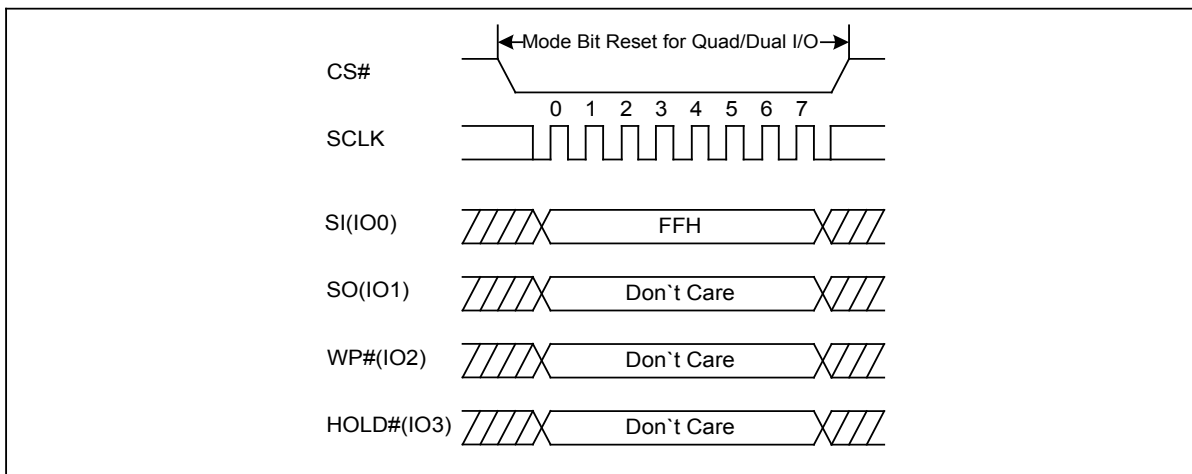 Mode Bit Reset for Quad/Dual I/O
CS#
0 1 2 3 4 5 6 7
SCLK
SI(IO0) FFH
SO(IO1) Don`t Care
WP#(IO2) Don`t Care
HOLD#(IO3) Don`t Care